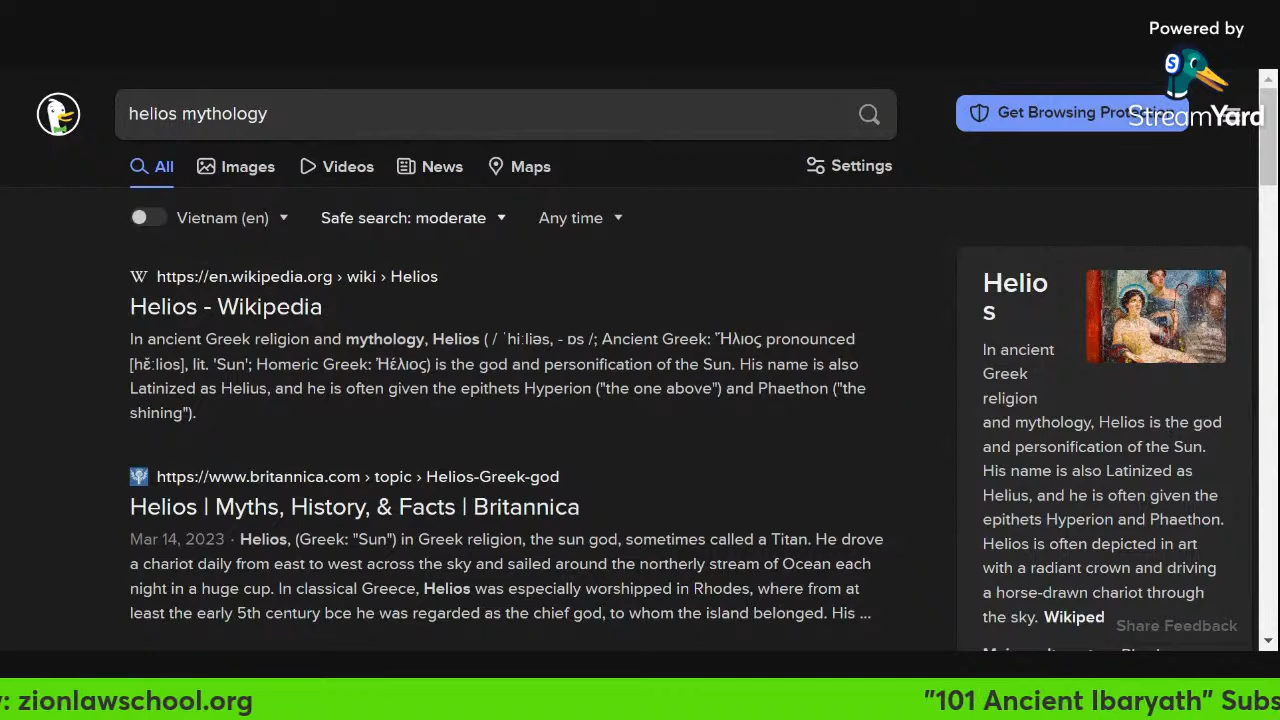 Powered by
StreamYard
helios mythology
Get Browsing
All
Images
Videos
News
Maps
Settings
Vietnam (en)
Safe search: moderate
Any time
https://en.wikipedia.org › wiki › Helios
Helios - Wikipedia
In ancient Greek religion and mythology, Helios ( / ˈhiːliəs, - ɒs /; Ancient Greek: Ἥλιος pronounced
[hɛ̌ːlios], lit. 'Sun'; Homeric Greek: Ἠέλιος) is the god and personification of the Sun. His name is also
Latinized as Helius, and he is often given the epithets Hyperion ("the one above") and Phaethon ("the
shining").
https://www.britannica.com › topic › Helios-Greek-god
Helios | Myths, History, & Facts | Britannica
Mar 14, 2023 · Helios, (Greek: "Sun") in Greek religion, the sun god, sometimes called a Titan. He drove
a chariot daily from east to west across the sky and sailed around the northerly stream of Ocean each
night in a huge cup. In classical Greece, Helios was especially worshipped in Rhodes, where from at
least the early 5th century bce he was regarded as the chief god, to whom the island belonged. His ...
Helio
s
In ancient
Greek
religion
and mythology, Helios is the god
and personification of the Sun.
His name is also Latinized as
Helius, and he is often given the
epithets Hyperion and Phaethon.
Helios is often depicted in art
with a radiant crown and driving
a horse-drawn chariot through
the sky. Wikiped
Share Feedback
: zionlawschool.org
"101 Ancient Ibaryath" Subs